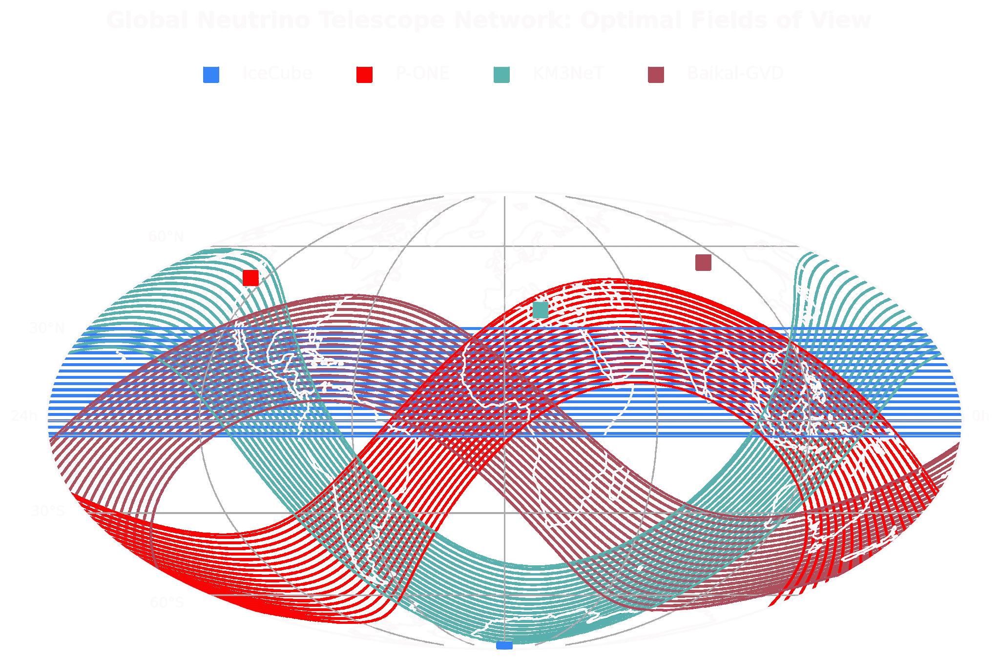 Global Neutrino Telescope Network: Optimal Fields of View
IceCube P-ONE KM3NeT Baikal-GVD
60°N
30°N
24h 0h
30°S
60°S